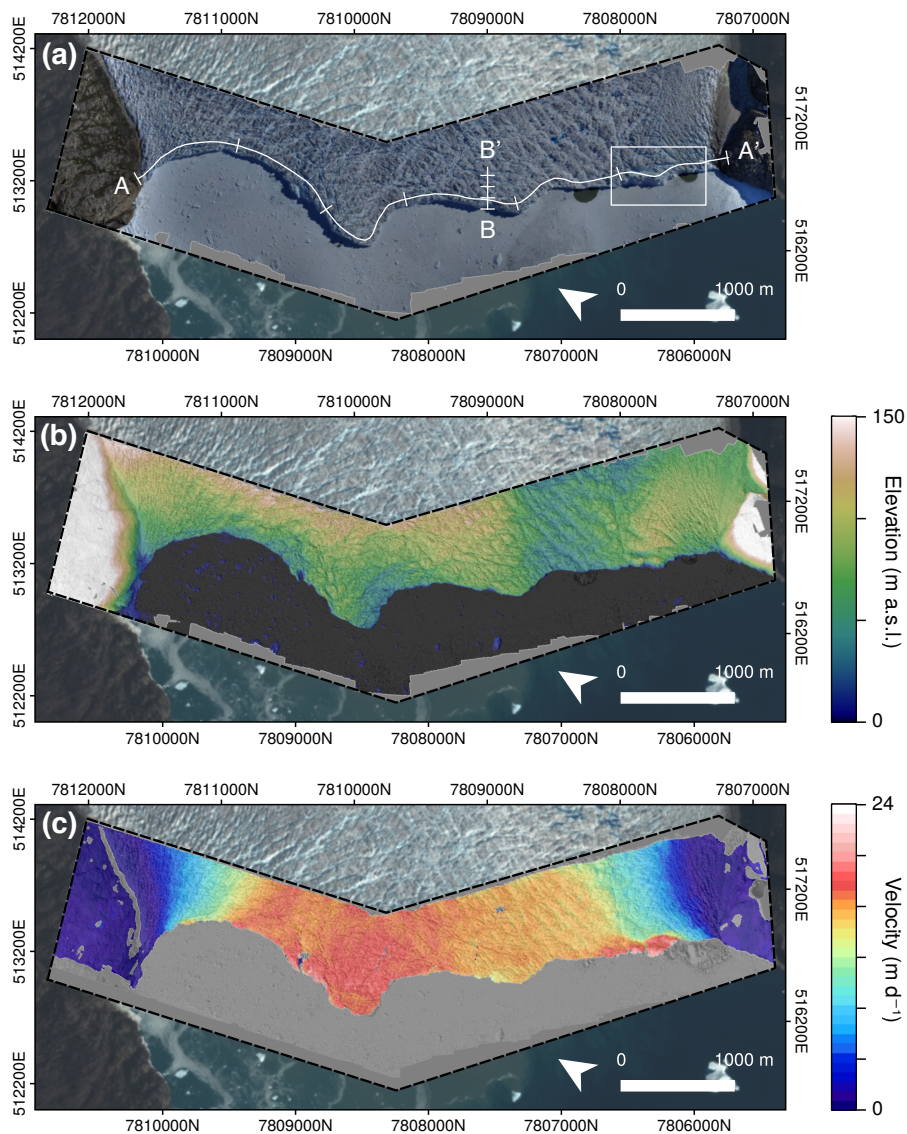 7812000N 7811000N 7810000N 7809000N 7808000N 7807000N
514200E
(a)
517200E
B'
A'
A
513200E
B
516200E
0 1000 m
512200E
7810000N 7809000N 7808000N 7807000N 7806000N
7812000N 7811000N 7810000N 7809000N 7808000N 7807000N
514200E
(b)
150
517200E
Elevation (m a.s.l.)
513200E
516200E
0 1000 m
512200E
0
7810000N 7809000N 7808000N 7807000N 7806000N
7812000N 7811000N 7810000N 7809000N 7808000N 7807000N
514200E
(c)
24
517200E
Velocity (m d⁻¹)
513200E
516200E
0 1000 m
512200E
0
7810000N 7809000N 7808000N 7807000N 7806000N